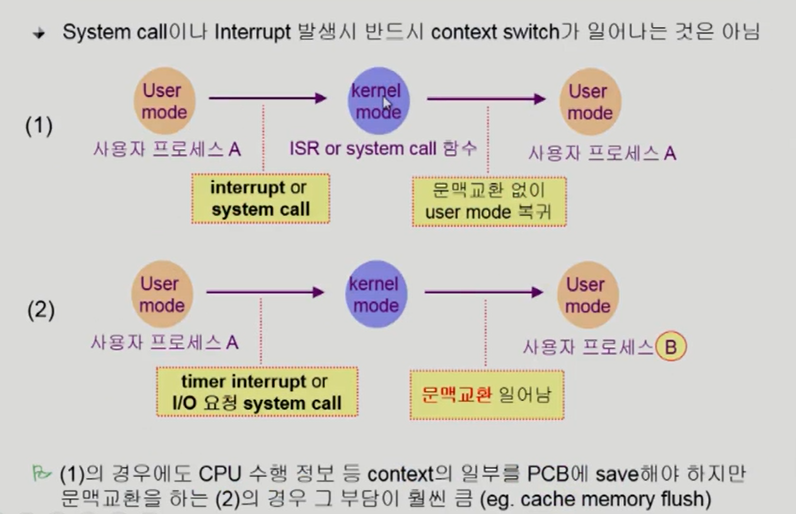 System call이나 Interrupt 발생시 반드시 context switch가 일어나는 것은 아님
(1)
User
mode
kernel
mode
User
mode
사용자 프로세스 A
ISR or system call 함수
사용자 프로세스 A
interrupt or
system call
문맥교환 없이
user mode 복귀
(2)
User
mode
kernel
mode
User
mode
사용자 프로세스 A
사용자 프로세스 B
timer interrupt or
I/O 요청 system call
문맥교환 일어남
(1)의 경우에도 CPU 수행 정보 등 context의 일부를 PCB에 save해야 하지만
문맥교환을 하는 (2)의 경우 그 부담이 훨씬 큼 (eg. cache memory flush)